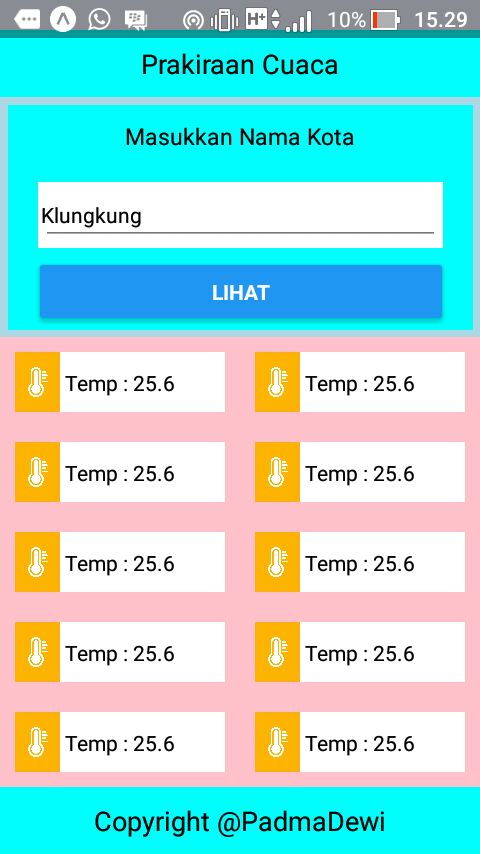 H+ 10% 15.29
Prakiraan Cuaca
Masukkan Nama Kota
Klungkung
LIHAT
Temp : 25.6 Temp : 25.6
Temp : 25.6 Temp : 25.6
Temp : 25.6 Temp : 25.6
Temp : 25.6 Temp : 25.6
Temp : 25.6 Temp : 25.6
Copyright @PadmaDewi